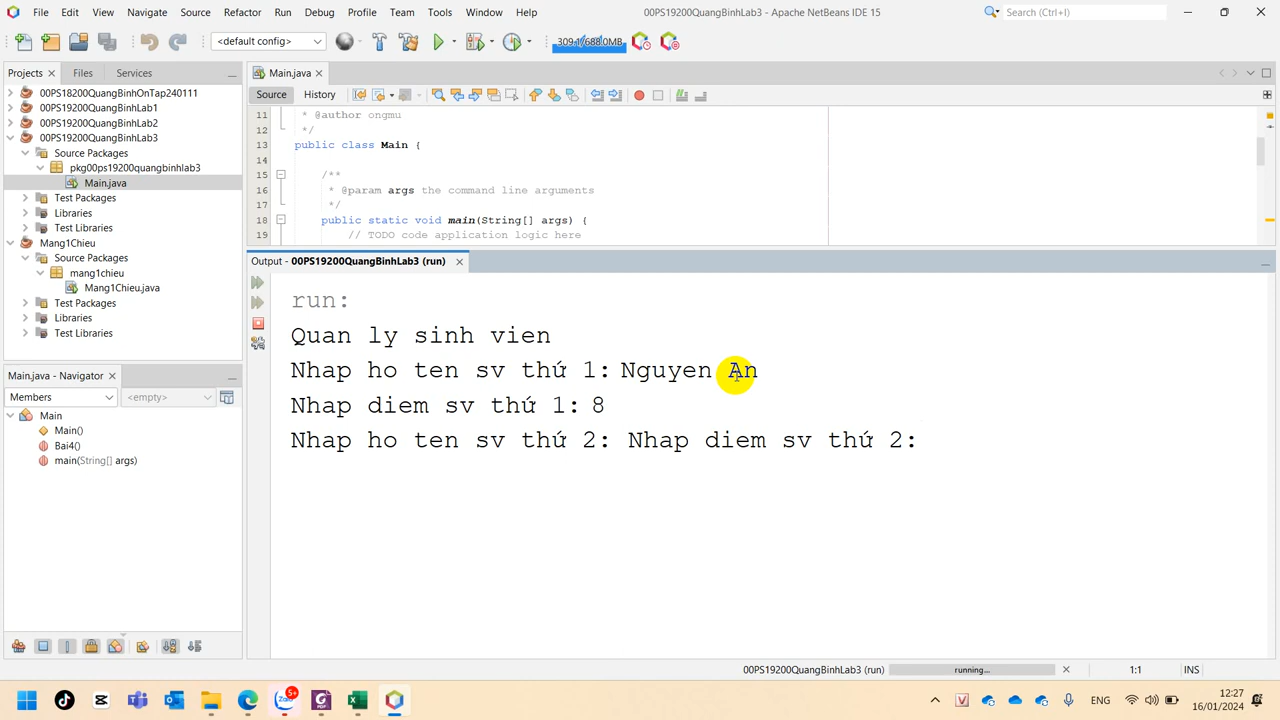 File Edit View Navigate Source Refactor Run Debug Profile Team Tools Window Help 00PS19200QuangBinhLab3 - Apache NetBeans IDE 15 Search (Ctrl+I)
<default config> 309.1/688.0MB
Projects Files Services Main.java
Source History
00PS18200QuangBinhOnTap240111
00PS19200QuangBinhLab1
00PS19200QuangBinhLab2
00PS19200QuangBinhLab3
Source Packages
pkg00ps19200quangbinhlab3
Main.java
Test Packages
Libraries
Test Libraries
Mang1Chieu
Source Packages
mang1chieu
Mang1Chieu.java
Test Packages
Libraries
Test Libraries
11 * @author ongmu
12 */
13 public class Main {
14
15 /**
16 * @param args the command line arguments
17 */
18 public static void main(String[] args) {
19 // TODO code application logic here
Output - 00PS19200QuangBinhLab3 (run)
run:
Quan ly sinh vien
Nhap ho ten sv thứ 1: Nguyen An
Nhap diem sv thứ 1: 8
Nhap ho ten sv thứ 2: Nhap diem sv thứ 2:
Main.java - Navigator
Members <empty>
Main
Main()
Bai4()
main(String[] args)
00PS19200QuangBinhLab3 (run) running... 1:1 INS
5+ ENG 12:27
16/01/2024